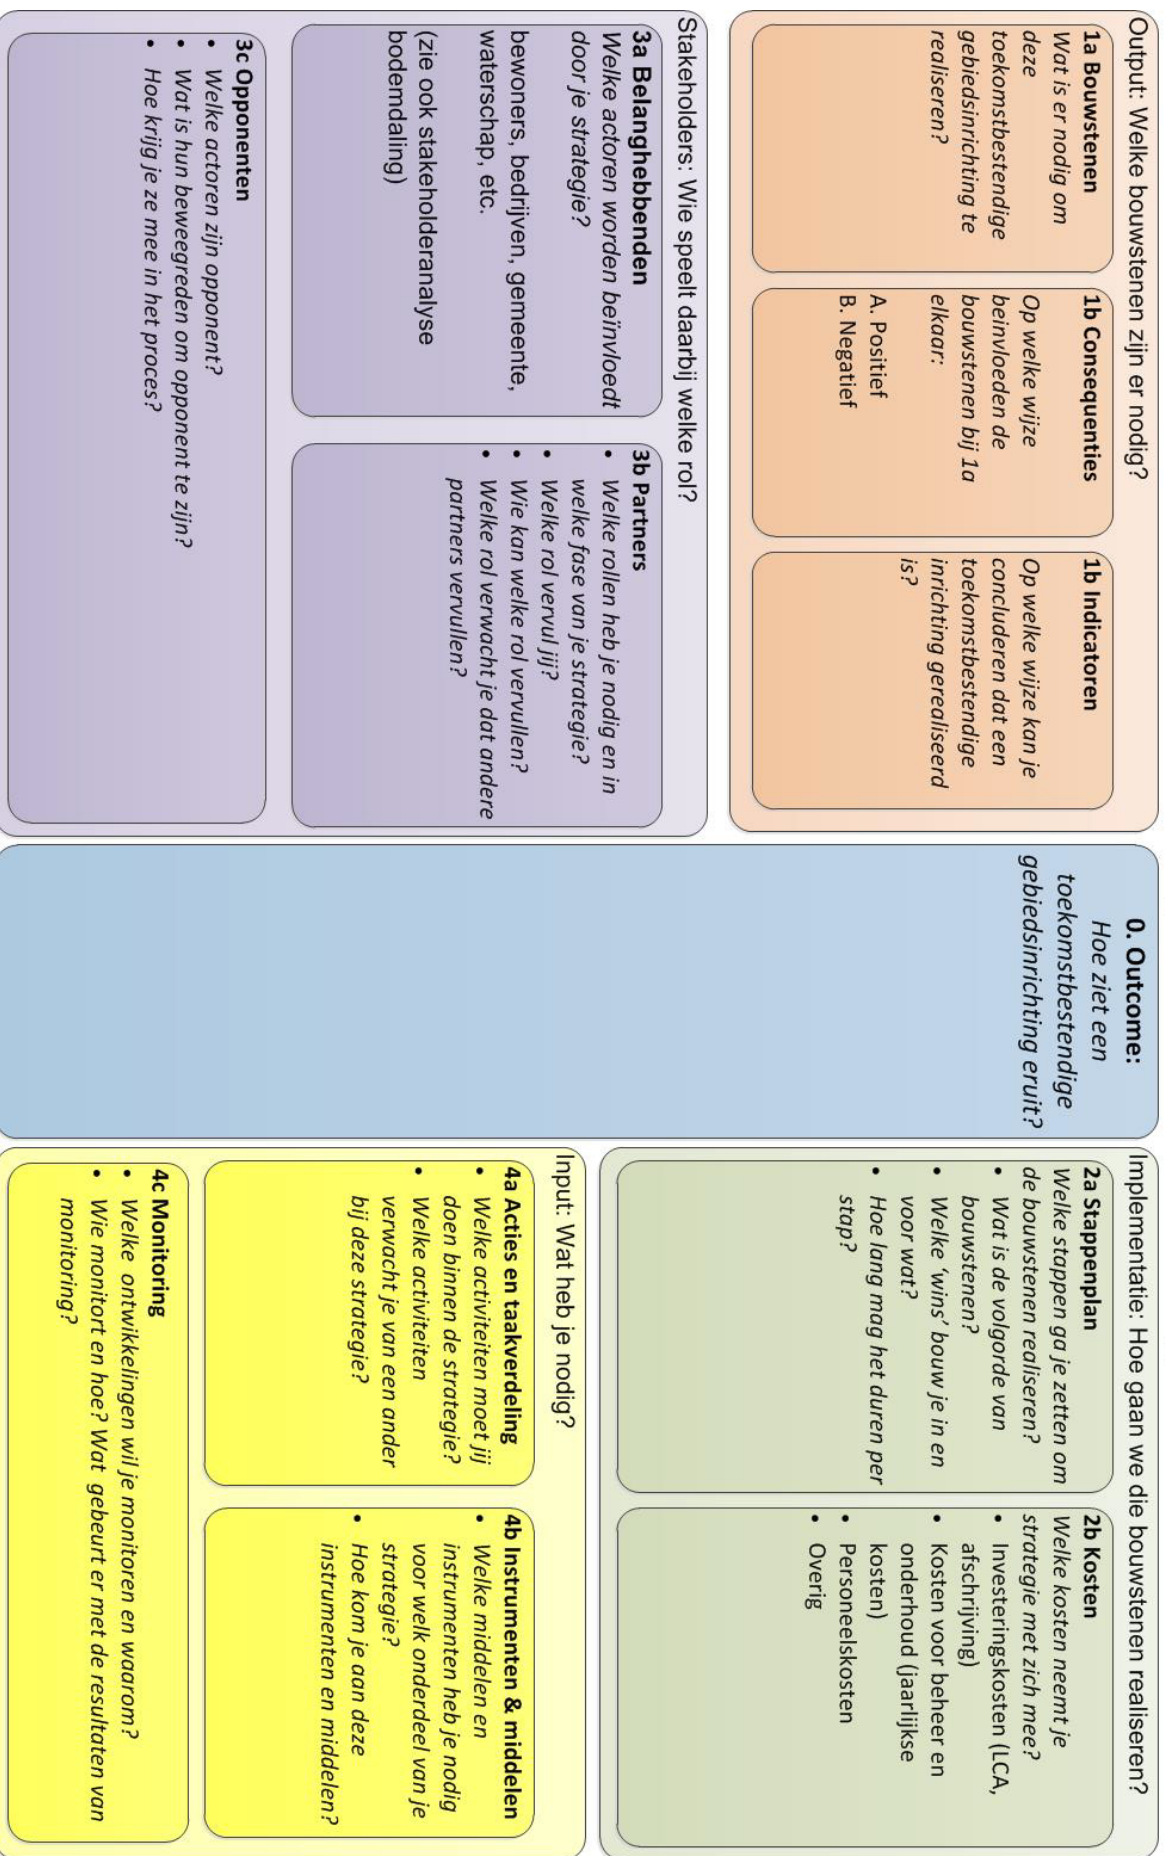 Output: Welke bouwstenen zijn er nodig?
1a Bouwstenen
Wat is er nodig om
deze
toekomstbestendige
gebiedsinrichting te
realiseren?
1b Consequenties
Op welke wijze
beinvloeden de
bouwstenen bij 1a
elkaar:
A. Positief
B. Negatief
1b Indicatoren
Op welke wijze kan je
concluderen dat een
toekomstbestendige
inrichting gerealiseerd
is?
Stakeholders: Wie speelt daarbij welke rol?
3a Belanghebbenden
Welke actoren worden beïnvloedt
door je strategie?
bewoners, bedrijven, gemeente,
waterschap, etc.
(zie ook stakeholderanalyse
bodemdaling)
3b Partners
• Welke rollen heb je nodig en in
welke fase van je strategie?
• Welke rol vervul jij?
• Wie kan welke rol vervullen?
• Welke rol verwacht je dat andere
partners vervullen?
3c Opponenten
• Welke actoren zijn opponent?
• Wat is hun beweegreden om opponent te zijn?
• Hoe krijg je ze mee in het proces?
0. Outcome:
Hoe ziet een
toekomstbestendige
gebiedsinrichting eruit?
Implementatie: Hoe gaan we die bouwstenen realiseren?
2a Stappenplan
Welke stappen ga je zetten om
de bouwstenen realiseren?
• Wat is de volgorde van
bouwstenen?
• Welke ‘wins’ bouw je in en
voor wat?
• Hoe lang mag het duren per
stap?
2b Kosten
Welke kosten neemt je
strategie met zich mee?
• Investeringskosten (LCA,
afschrijving)
• Kosten voor beheer en
onderhoud (jaarlijkse
kosten)
• Personeelskosten
• Overig
Input: Wat heb je nodig?
4a Acties en taakverdeling
• Welke activiteiten moet jij
doen binnen de strategie?
• Welke activiteiten
verwacht je van een ander
bij deze strategie?
4b Instrumenten & middelen
• Welke middelen en
instrumenten heb je nodig
voor welk onderdeel van je
strategie?
• Hoe kom je aan deze
instrumenten en middelen?
4c Monitoring
• Welke ontwikkelingen wil je monitoren en waarom?
• Wie monitort en hoe? Wat gebeurt er met de resultaten van
monitoring?